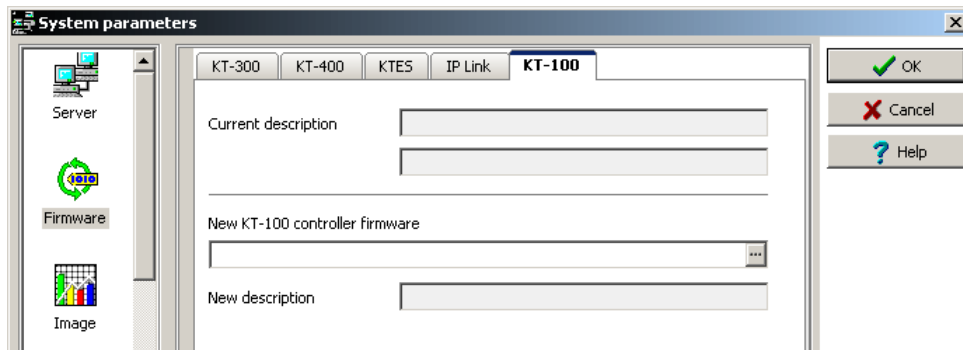 System parameters
Server
Firmware
Image
KT-300 KT-400 KTES IP Link KT-100
Current description
New KT-100 controller firmware
...
New description
OK
Cancel
Help